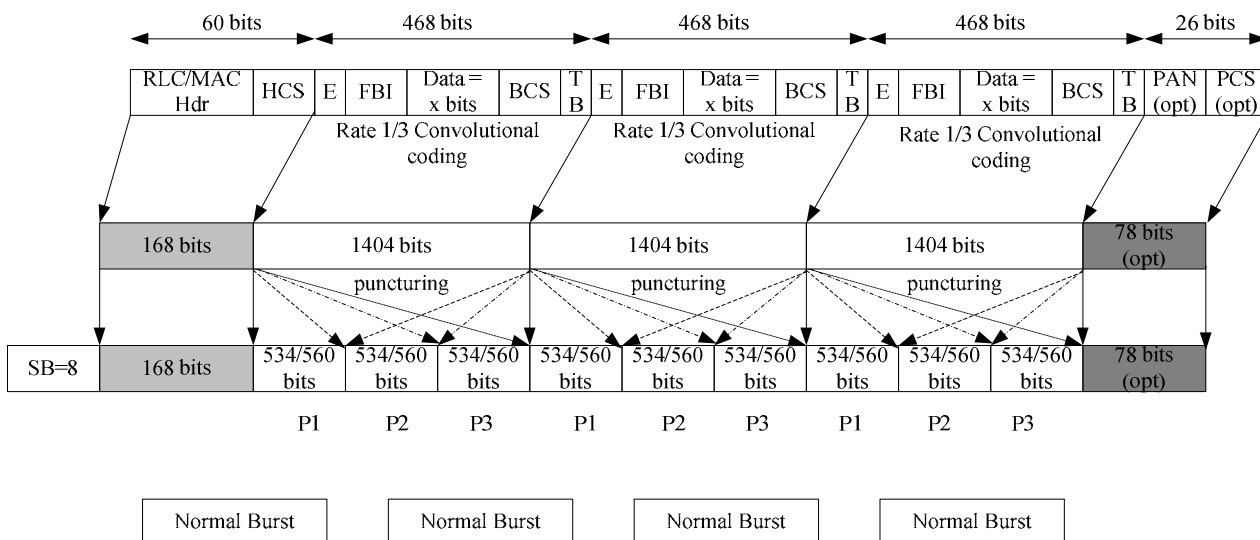 60 bits 468 bits 468 bits 468 bits 26 bits
RLC/MAC Hdr HCS E FBI Data = x bits BCS T B E FBI Data = x bits BCS T B E FBI Data = x bits BCS T B PAN (opt) PCS (opt)
Rate 1/3 Convolutional coding Rate 1/3 Convolutional coding Rate 1/3 Convolutional coding
168 bits 1404 bits 1404 bits 1404 bits 78 bits (opt)
puncturing puncturing puncturing
SB=8 168 bits 534/560 bits 534/560 bits 534/560 bits 534/560 bits 534/560 bits 534/560 bits 534/560 bits 534/560 bits 534/560 bits 78 bits (opt)
P1 P2 P3 P1 P2 P3 P1 P2 P3
Normal Burst Normal Burst Normal Burst Normal Burst